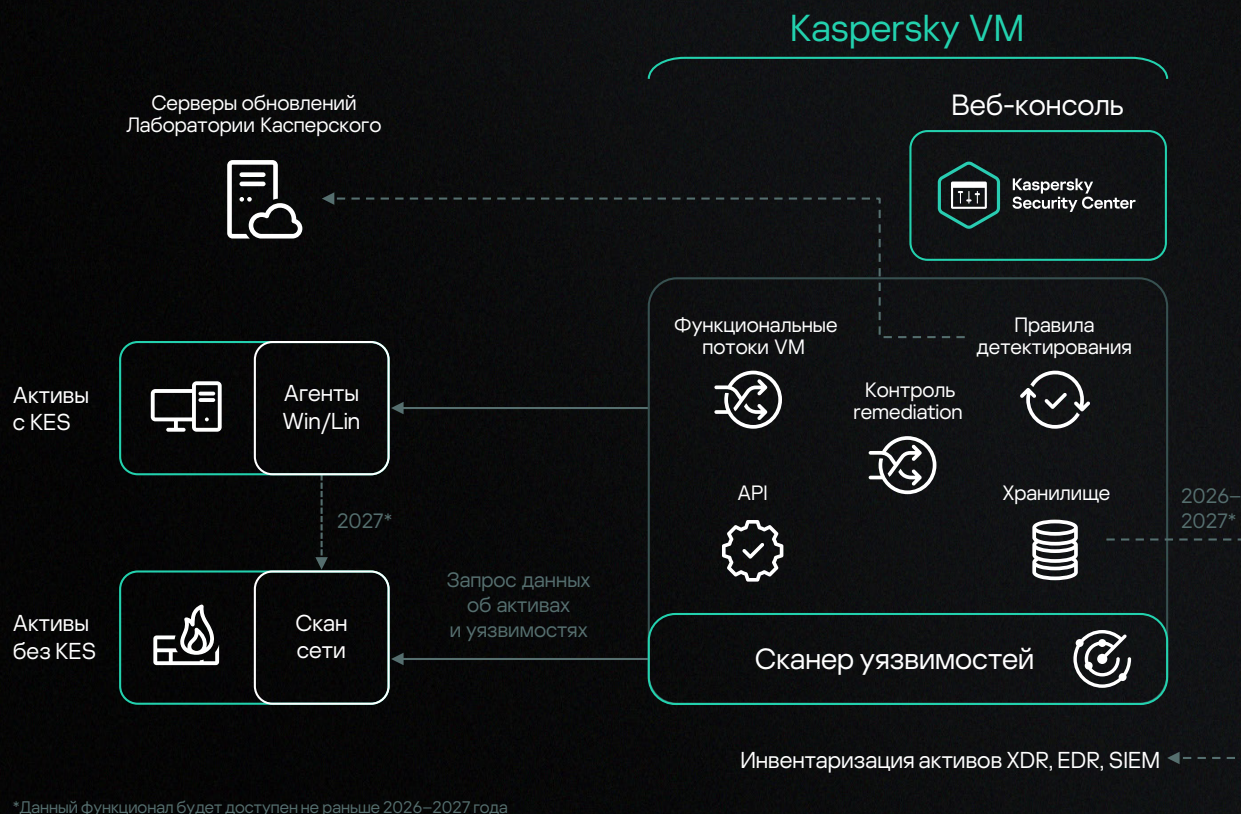 Kaspersky VM
Серверы обновлений
Лаборатории Касперского
Веб-консоль
Kaspersky
Security Center
Функциональные
потоки VM
Правила
детектирования
Контроль
remediation
Активы
с KES
Агенты
Win/Lin
API
Хранилище
2026–
2027*
2027*
Запрос данных
об активах
и уязвимостях
Активы
без KES
Скан
сети
Сканер уязвимостей
Инвентаризация активов XDR, EDR, SIEM
*Данный функционал будет доступен не раньше 2026–2027 года